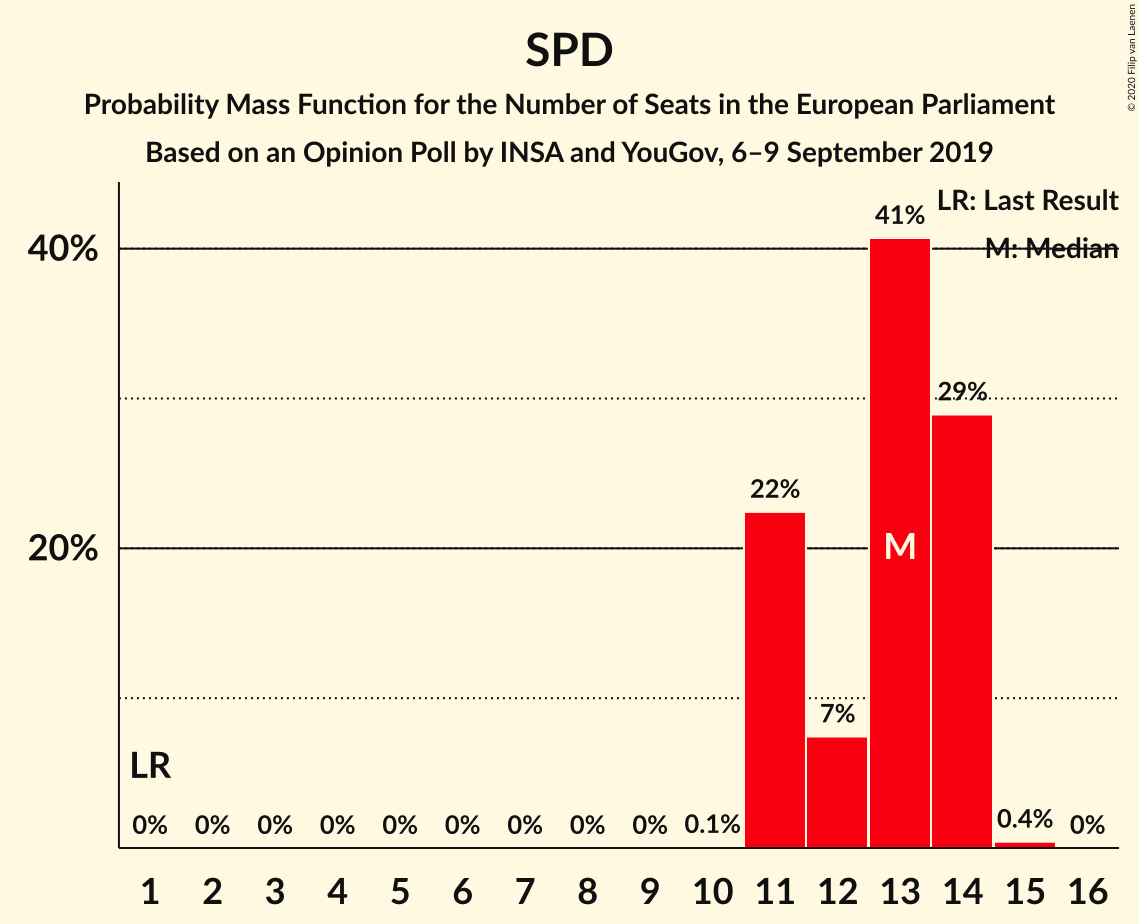 SPD
Probability Mass Function for the Number of Seats in the European Parliament
Based on an Opinion Poll by INSA and YouGov, 6–9 September 2019
© 2020 Filip van Laenen
LR: Last Result
M: Median
40%
20%
41%
29%
22%
M
7%
LR
0% 0% 0% 0% 0% 0% 0% 0% 0% 0.1% 0.4% 0%
1 2 3 4 5 6 7 8 9 10 11 12 13 14 15 16